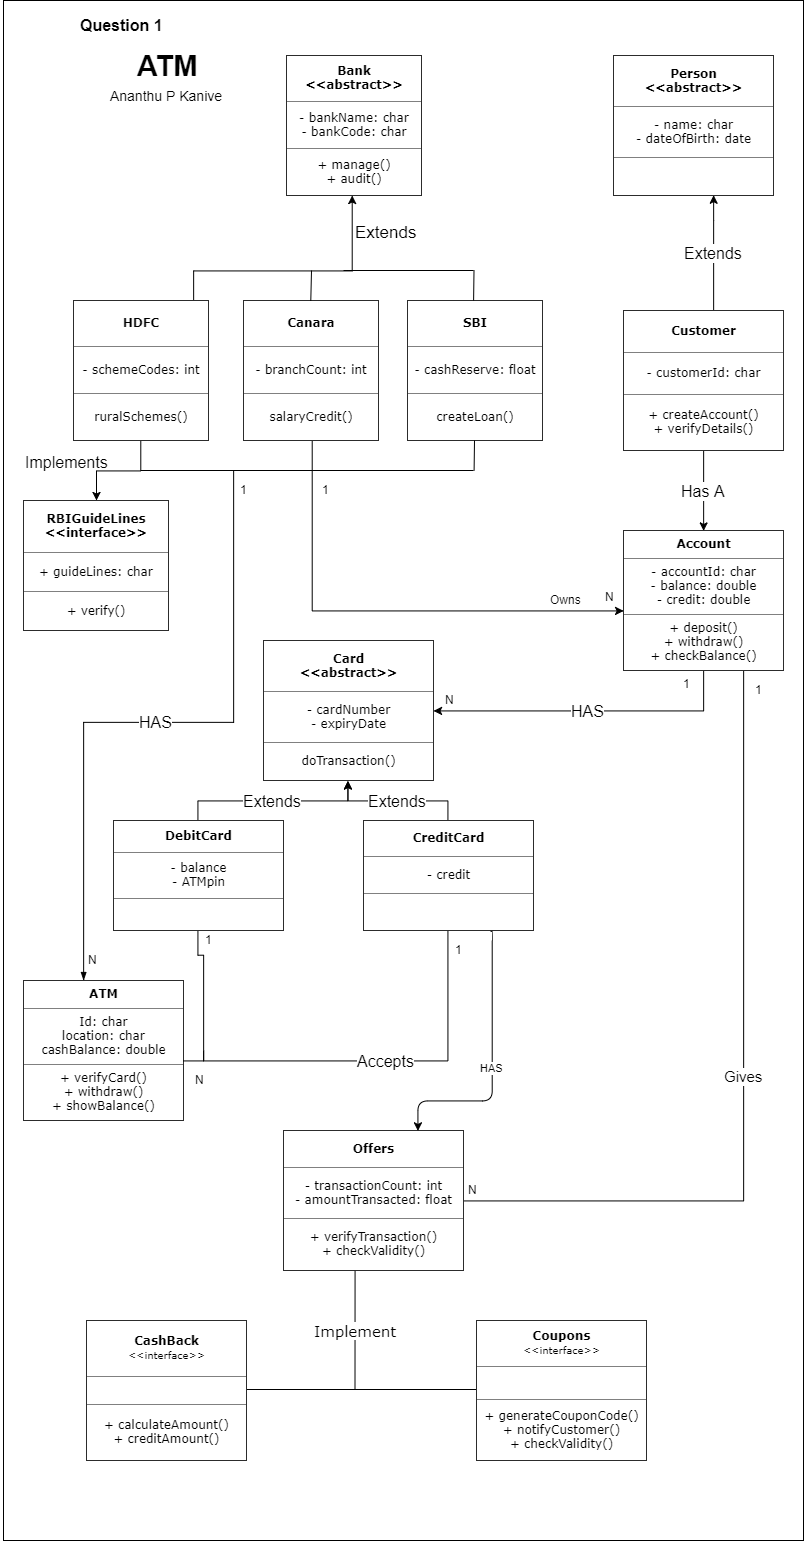 Question 1
ATM
Ananthu P Kanive
Bank
<<abstract>>
- bankName: char
- bankCode: char
+ manage()
+ audit()
Person
<<abstract>>
- name: char
- dateOfBirth: date
Extends
Extends
HDFC
- schemeCodes: int
ruralSchemes()
Canara
- branchCount: int
salaryCredit()
SBI
- cashReserve: float
createLoan()
Customer
- customerId: char
+ createAccount()
+ verifyDetails()
Implements
1
1
Has A
RBIGuideLines
<<interface>>
+ guideLines: char
+ verify()
Owns
N
Account
- accountId: char
- balance: double
- credit: double
+ deposit()
+ withdraw()
+ checkBalance()
Card
<<abstract>>
- cardNumber
- expiryDate
doTransaction()
1
1
N
HAS
HAS
Extends
Extends
DebitCard
- balance
- ATMpin
CreditCard
- credit
1
1
N
ATM
Id: char
location: char
cashBalance: double
+ verifyCard()
+ withdraw()
+ showBalance()
Accepts
N
HAS
Gives
Offers
- transactionCount: int
- amountTransacted: float
+ verifyTransaction()
+ checkValidity()
N
Implement
CashBack
<<interface>>
+ calculateAmount()
+ creditAmount()
Coupons
<<interface>>
+ generateCouponCode()
+ notifyCustomer()
+ checkValidity()